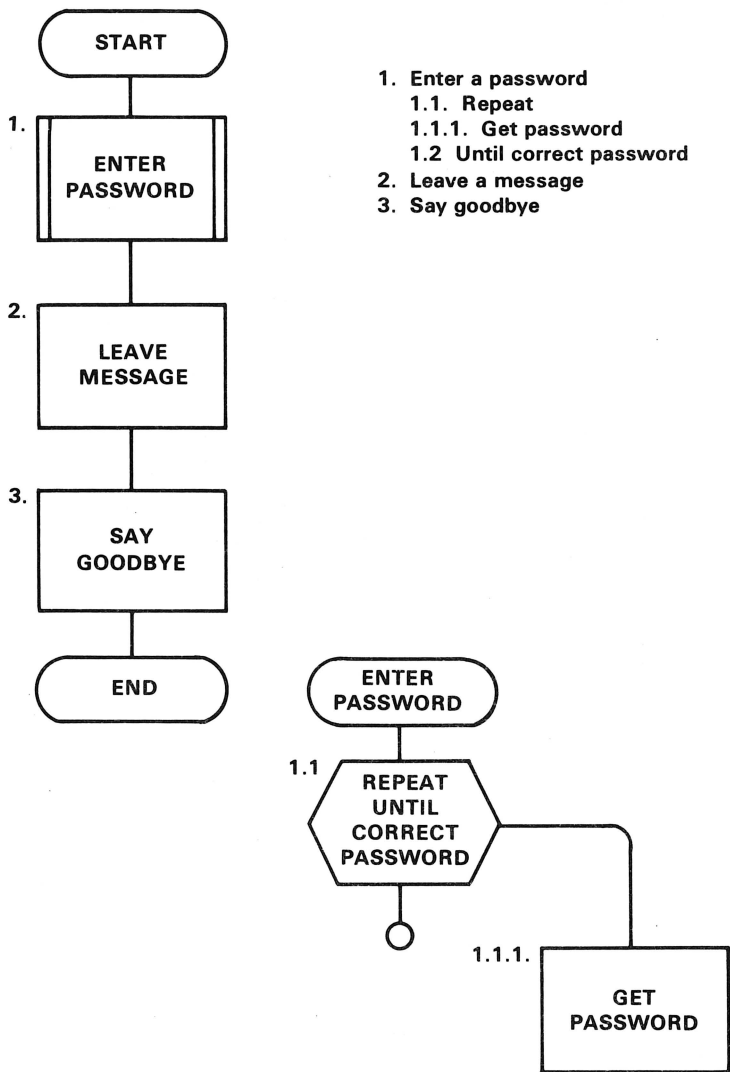 START
1.
ENTER
PASSWORD
2.
LEAVE
MESSAGE
3.
SAY
GOODBYE
END
1. Enter a password
1.1. Repeat
1.1.1. Get password
1.2 Until correct password
2. Leave a message
3. Say goodbye
ENTER
PASSWORD
1.1
REPEAT
UNTIL
CORRECT
PASSWORD
1.1.1.
GET
PASSWORD